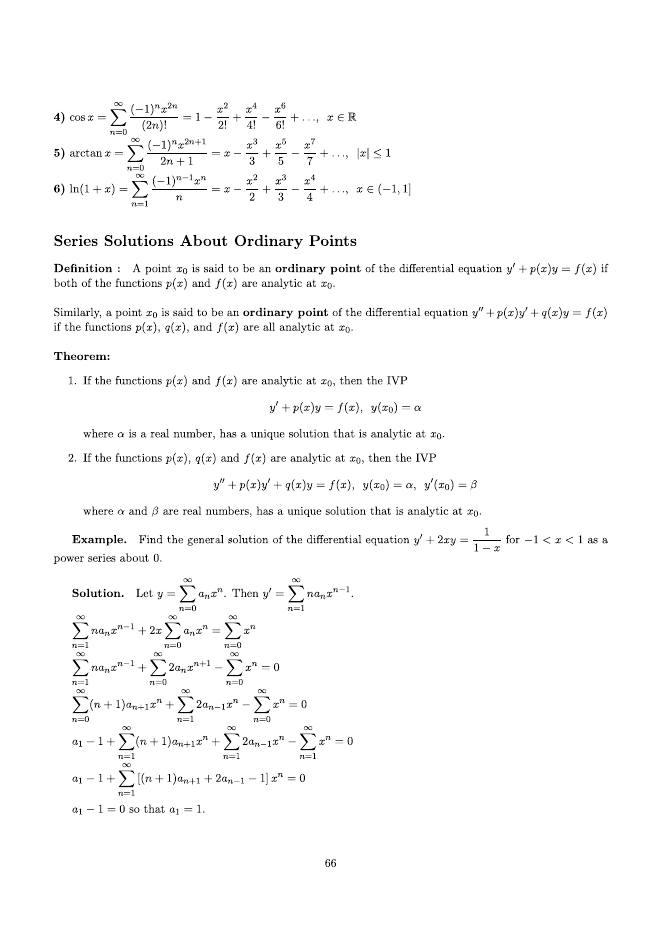 4) cos x = ∑_{n=0}^{∞} (−1)^n x^{2n} / (2n)! = 1 − x^2/2! + x^4/4! − x^6/6! + …, x ∈ ℝ
5) arctan x = ∑_{n=0}^{∞} (−1)^n x^{2n+1} / (2n + 1) = x − x^3/3 + x^5/5 − x^7/7 + …, |x| ≤ 1
6) ln(1 + x) = ∑_{n=1}^{∞} (−1)^{n−1} x^n / n = x − x^2/2 + x^3/3 − x^4/4 + …, x ∈ (−1, 1]
Series Solutions About Ordinary Points
Definition : A point x_0 is said to be an ordinary point of the differential equation y′ + p(x)y = f(x) if
both of the functions p(x) and f(x) are analytic at x_0.
Similarly, a point x_0 is said to be an ordinary point of the differential equation y″ + p(x)y′ + q(x)y = f(x)
if the functions p(x), q(x), and f(x) are all analytic at x_0.
Theorem:
1. If the functions p(x) and f(x) are analytic at x_0, then the IVP
y′ + p(x)y = f(x), y(x_0) = α
where α is a real number, has a unique solution that is analytic at x_0.
2. If the functions p(x), q(x) and f(x) are analytic at x_0, then the IVP
y″ + p(x)y′ + q(x)y = f(x), y(x_0) = α, y′(x_0) = β
where α and β are real numbers, has a unique solution that is analytic at x_0.
Example. Find the general solution of the differential equation y′ + 2xy = 1/(1 − x) for −1 < x < 1 as a
power series about 0.
Solution. Let y = ∑_{n=0}^{∞} a_n x^n. Then y′ = ∑_{n=1}^{∞} n a_n x^{n−1}.
∑_{n=1}^{∞} n a_n x^{n−1} + 2x ∑_{n=0}^{∞} a_n x^n = ∑_{n=0}^{∞} x^n
∑_{n=1}^{∞} n a_n x^{n−1} + ∑_{n=0}^{∞} 2a_n x^{n+1} − ∑_{n=0}^{∞} x^n = 0
∑_{n=0}^{∞} (n + 1)a_{n+1} x^n + ∑_{n=1}^{∞} 2a_{n−1} x^n − ∑_{n=0}^{∞} x^n = 0
a_1 − 1 + ∑_{n=1}^{∞} (n + 1)a_{n+1} x^n + ∑_{n=1}^{∞} 2a_{n−1} x^n − ∑_{n=1}^{∞} x^n = 0
a_1 − 1 + ∑_{n=1}^{∞} [(n + 1)a_{n+1} + 2a_{n−1} − 1] x^n = 0
a_1 − 1 = 0 so that a_1 = 1.
66